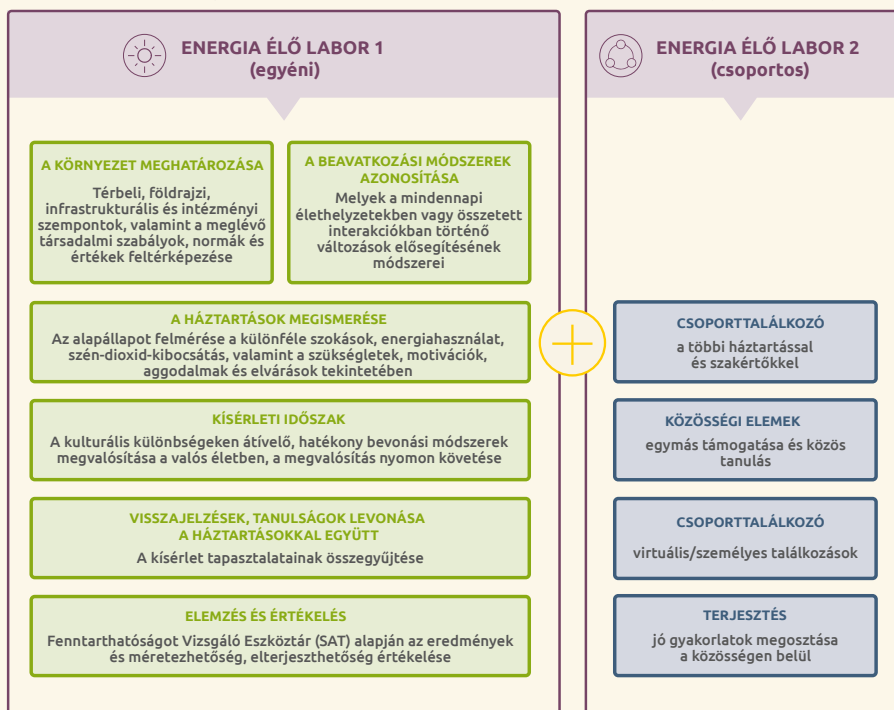 ENERGIA ÉLŐ LABOR 1
(egyéni)
A KÖRNYEZET MEGHATÁROZÁSA
Térbeli, földrajzi,
infrastrukturális és intézményi
szempontok, valamint a meglévő
társadalmi szabályok, normák és
értékek feltérképezése
A BEAVATKOZÁSI MÓDSZEREK
AZONOSÍTÁSA
Melyek a mindennapi
élethelyzetekben vagy összetett
interakciókban történő
változások elősegítésének
módszerei
A HÁZTARTÁSOK MEGISMERÉSE
Az alapállapot felmérése a különféle szokások, energiahasználat,
szén-dioxid-kibocsátás, valamint a szükségletek, motivációk,
aggodalmak és elvárások tekintetében
KÍSÉRLETI IDŐSZAK
A kulturális különbségeken átívelő, hatékony bevonási módszerek
megvalósítása a valós életben, a megvalósítás nyomon követése
VISSZAJELZÉSEK, TANULSÁGOK LEVONÁSA
A HÁZTARTÁSOKKAL EGYÜTT
A kísérlet tapasztalatainak összegyűjtése
ELEMZÉS ÉS ÉRTÉKELÉS
Fenntarthatóságot Vizsgáló Eszköztár (SAT) alapján az eredmények
és méretezhetőség, elterjeszthetőség értékelése
ENERGIA ÉLŐ LABOR 2
(csoportos)
CSOPORTTALÁLKOZÓ
a többi háztartással
és szakértőkkel
KÖZÖSSÉGI ELEMEK
egymás támogatása és közös
tanulás
CSOPORTTALÁLKOZÓ
virtuális/személyes találkozások
TERJESZTÉS
jó gyakorlatok megosztása
a közösségen belül